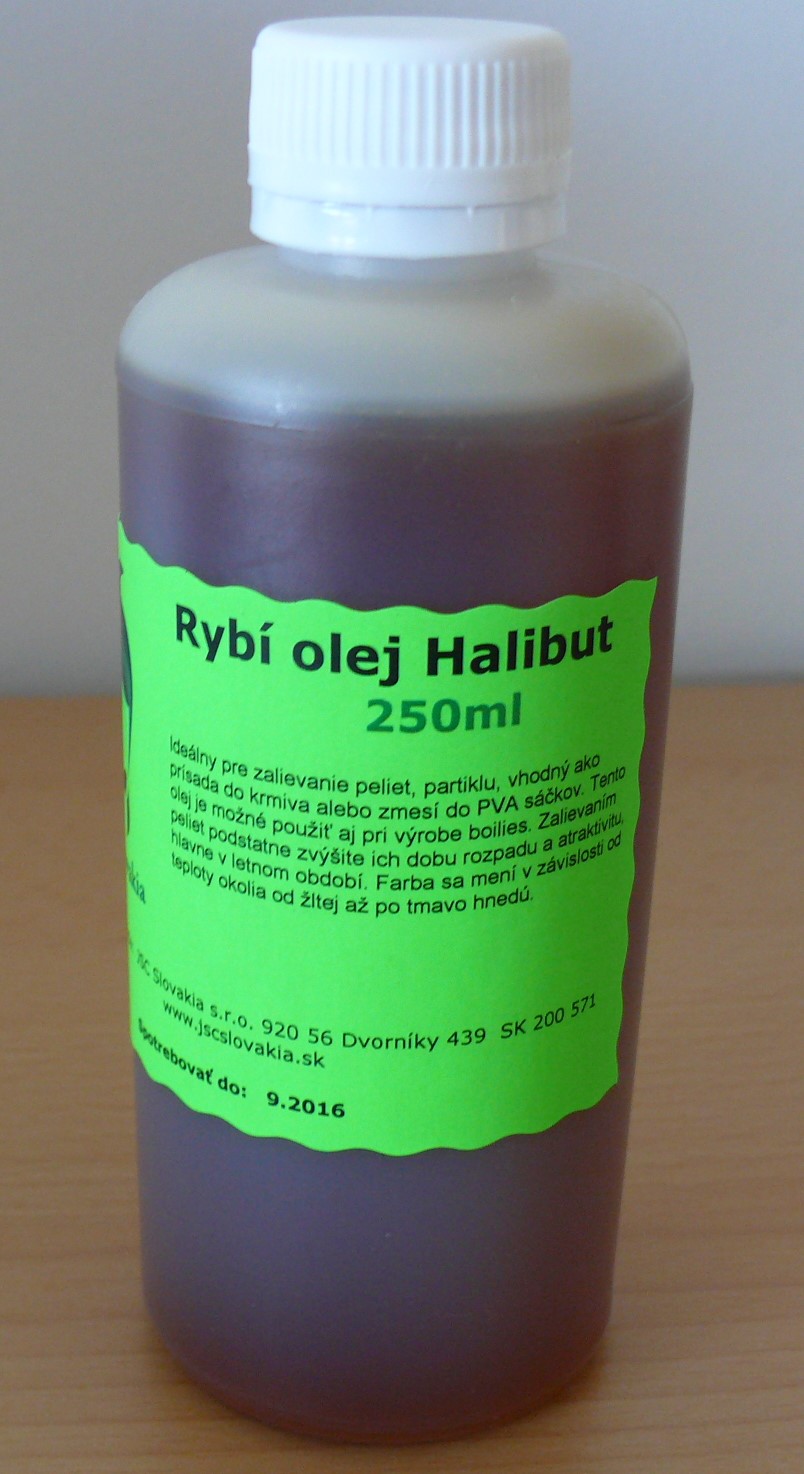 Rybí olej Halibut
250ml
Ideálny pre zalievanie peliet, partiklu, vhodný ako
prísada do krmiva alebo zmesí do PVA sáčkov. Tento
olej je možné použiť aj pri výrobe boilies. Zalievaním
peliet podstatne zvýšite ich dobu rozpadu a atraktivitu,
hlavne v letnom období. Farba sa mení v závislosti od
teploty okolia od žltej až po tmavo hnedú.
JSC Slovakia s.r.o. 920 56 Dvorníky 439 SK 200 571
www.jscslovakia.sk
Spotrebovať do: 9.2016